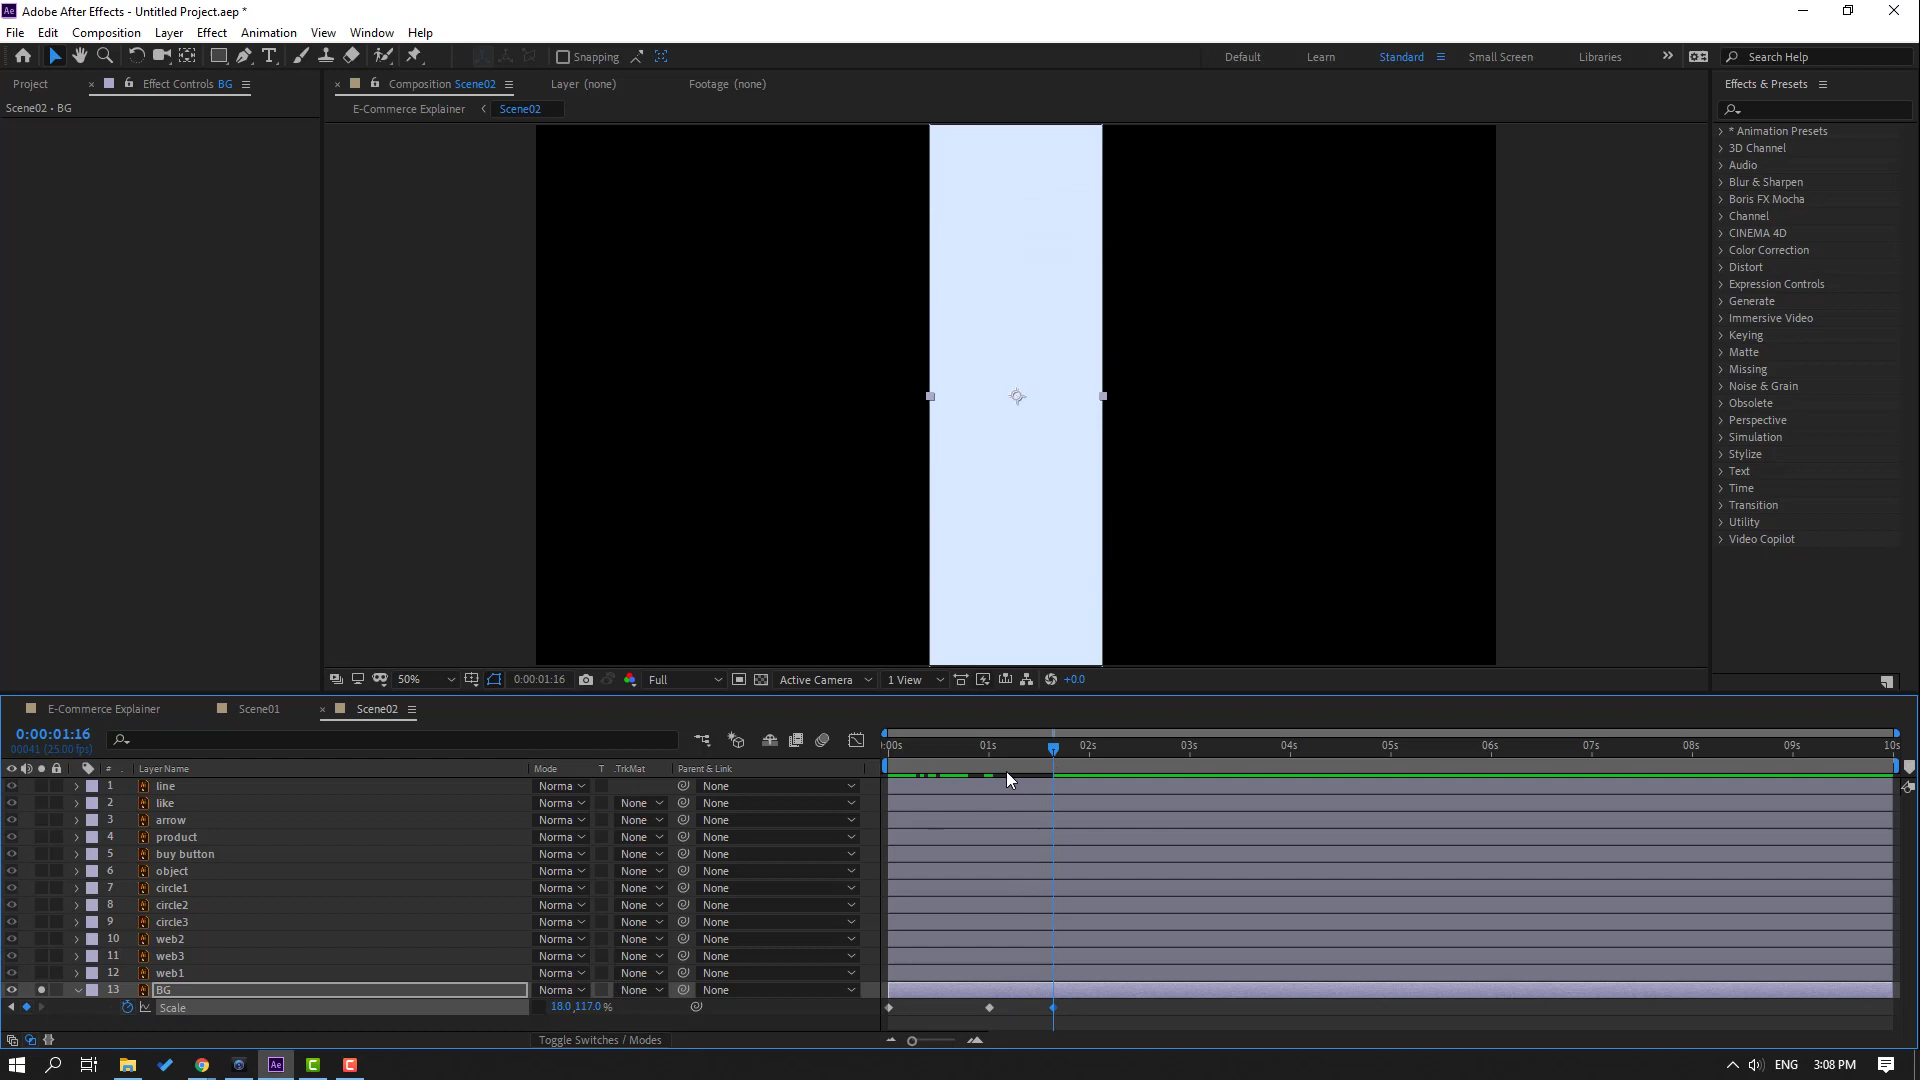 Adobe After Effects - Untitled Project.aep *
File Edit Composition Layer Effect Animation View Window Help
Snapping Default Learn Standard Small Screen Libraries Search Help
Project Effect Controls BG Composition Scene02 Layer (none) Footage (none) Effects & Presets
Scene02 • BG E-Commerce Explainer Scene02
* Animation Presets
3D Channel
Audio
Blur & Sharpen
Boris FX Mocha
Channel
CINEMA 4D
Color Correction
Distort
Expression Controls
Generate
Immersive Video
Keying
Matte
Missing
Noise & Grain
Obsolete
Perspective
Simulation
Stylize
Text
Time
Transition
Utility
Video Copilot
50% 0:00:01:16 Full Active Camera 1 View +0.0
E-Commerce Explainer Scene01 Scene02
0:00:01:16
00041 (25.00 fps)
:00s 01s 02s 03s 04s 05s 06s 07s 08s 09s 10s
# Layer Name Mode T .TrkMat Parent & Link
1 line Norma None
2 like Norma None None
3 arrow Norma None None
4 product Norma None None
5 buy button Norma None None
6 object Norma None None
7 circle1 Norma None None
8 circle2 Norma None None
9 circle3 Norma None None
10 web2 Norma None None
11 web3 Norma None None
12 web1 Norma None None
13 BG Norma None None
Scale 18.0,117.0 %
Toggle Switches / Modes
ENG 3:08 PM